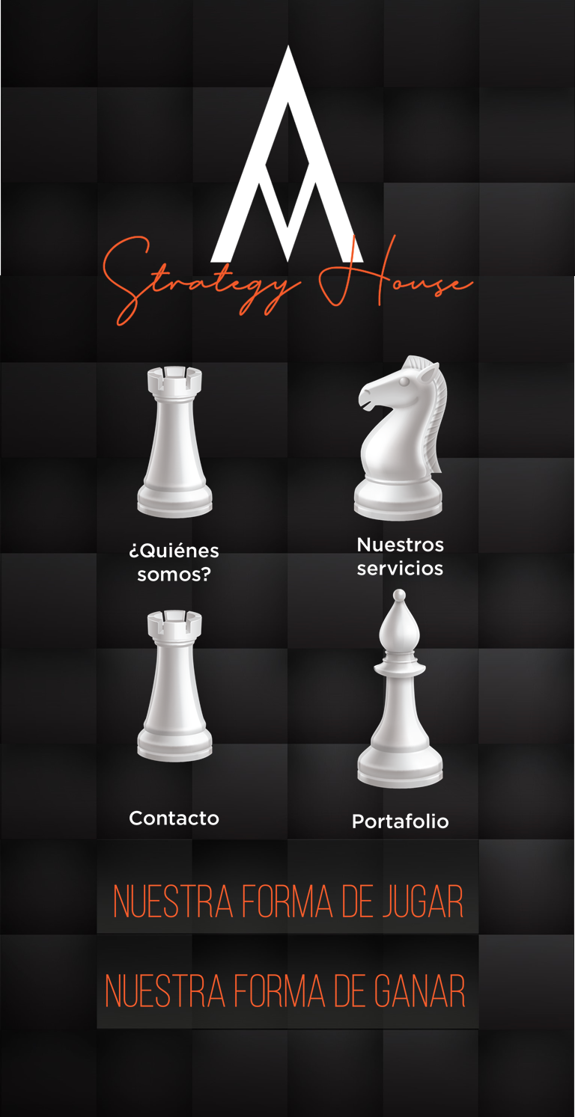 Strategy House
¿Quiénes
somos?
Nuestros
servicios
Contacto
Portafolio
NUESTRA FORMA DE JUGAR
NUESTRA FORMA DE GANAR